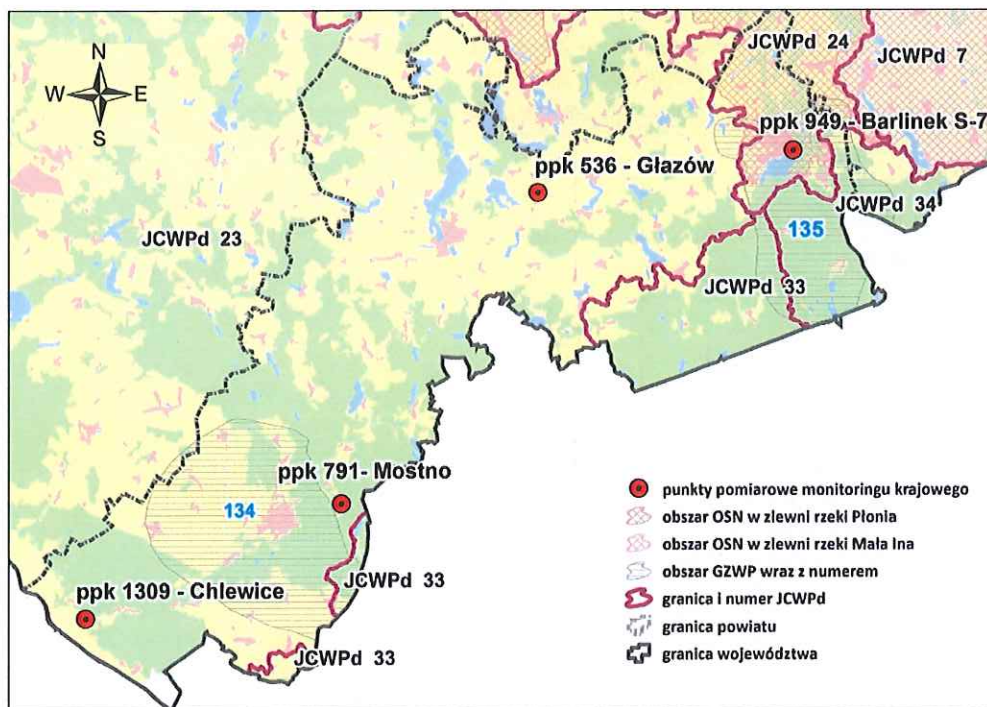 N
W E
S
JCWPd 24
JCWPd 7
ppk 949 - Barlinek S-7
ppk 536 - Głazów
JCWPd 34
JCWPd 23
135
JCWPd 33
ppk 791- Mostno
134
JCWPd 33
ppk 1309 - Chlewice
JCWPd 33
punkty pomiarowe monitoringu krajowego
obszar OSN w zlewni rzeki Płonia
obszar OSN w zlewni rzeki Mała Ina
obszar GZWP wraz z numerem
granica i numer JCWPd
granica powiatu
granica województwa